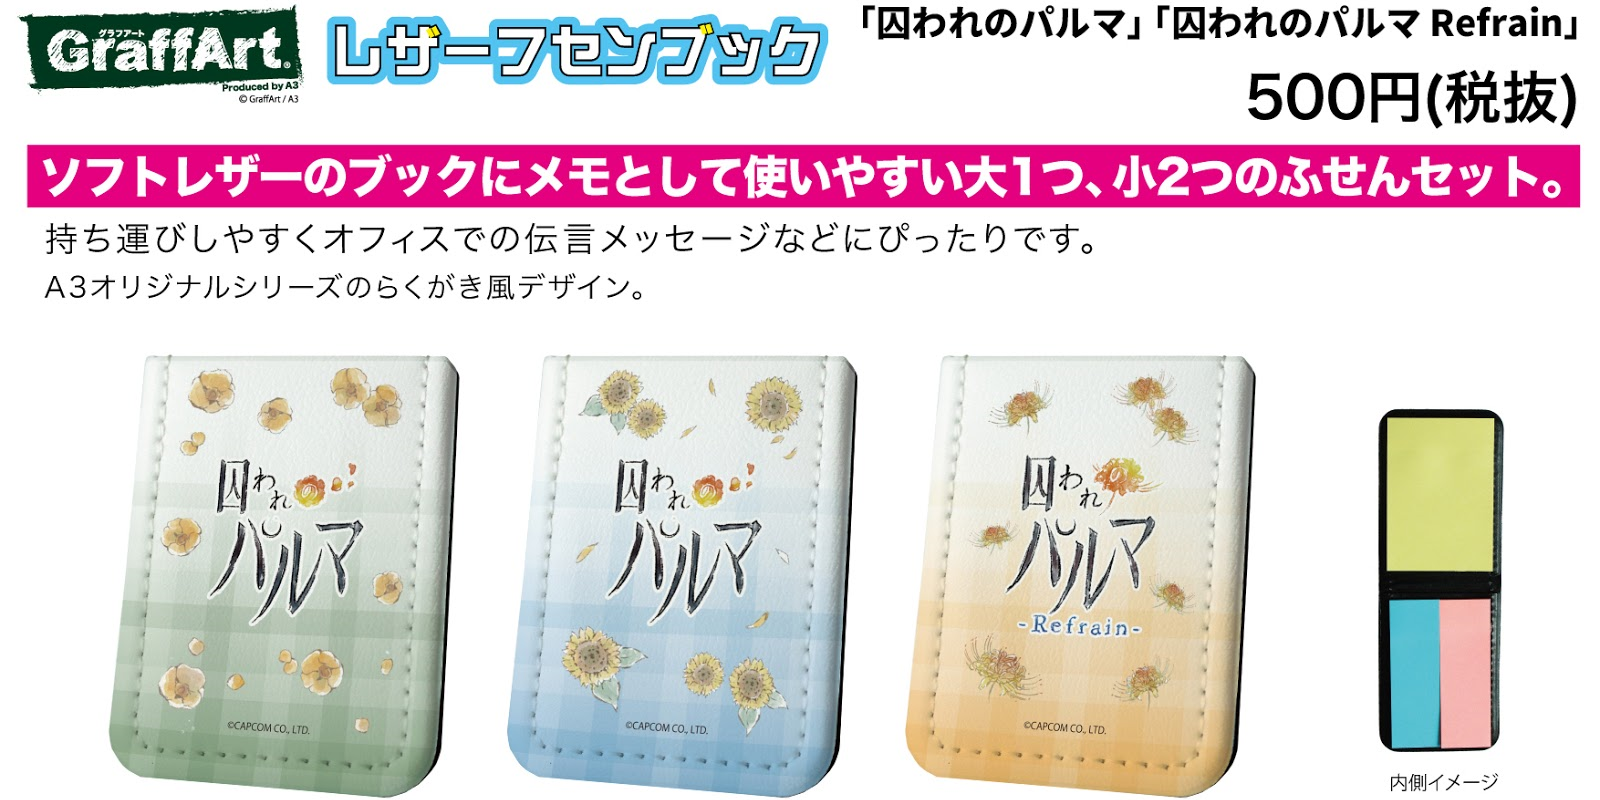 グラフアート
GraffArt®
Produced by A3
© GraffArt / A3
レザーフセンブック
「囚われのパルマ」「囚われのパルマ Refrain」
500円(税抜)
ソフトレザーのブックにメモとして使いやすい大1つ、小2つのふせんセット。
持ち運びしやすくオフィスでの伝言メッセージなどにぴったりです。
A3オリジナルシリーズのらくがき風デザイン。
囚われの
パルマ
©CAPCOM CO., LTD.
囚われの
パルマ
©CAPCOM CO., LTD.
囚われの
パルマ
-Refrain-
©CAPCOM CO., LTD.
内側イメージ